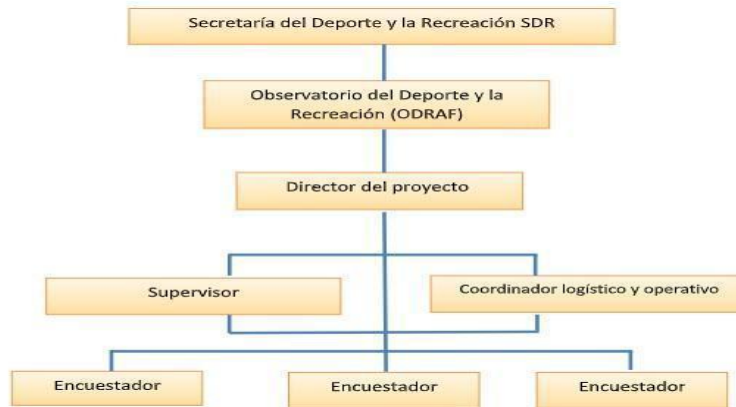 Secretaría del Deporte y la Recreación SDR
Observatorio del Deporte y la
Recreación (ODRAF)
Director del proyecto
Supervisor
Coordinador logístico y operativo
Encuestador
Encuestador
Encuestador